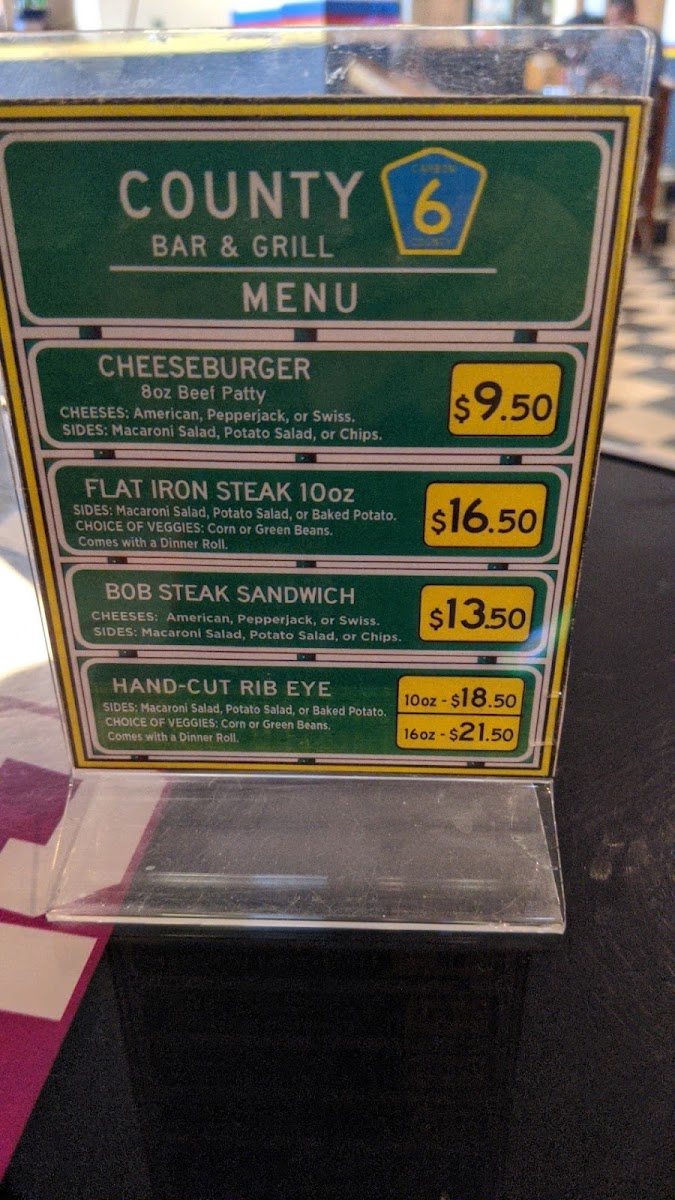 COUNTY
CARBON
6
COUNTY
BAR & GRILL
MENU
CHEESEBURGER
8oz Beef Patty
CHEESES: American, Pepperjack, or Swiss.
SIDES: Macaroni Salad, Potato Salad, or Chips.
$9.50
FLAT IRON STEAK 10oz
SIDES: Macaroni Salad, Potato Salad, or Baked Potato.
CHOICE OF VEGGIES: Corn or Green Beans.
Comes with a Dinner Roll.
$16.50
BOB STEAK SANDWICH
CHEESES: American, Pepperjack, or Swiss.
SIDES: Macaroni Salad, Potato Salad, or Chips.
$13.50
HAND-CUT RIB EYE
SIDES: Macaroni Salad, Potato Salad, or Baked Potato.
CHOICE OF VEGGIES: Corn or Green Beans.
Comes with a Dinner Roll.
10oz - $18.50
16oz - $21.50